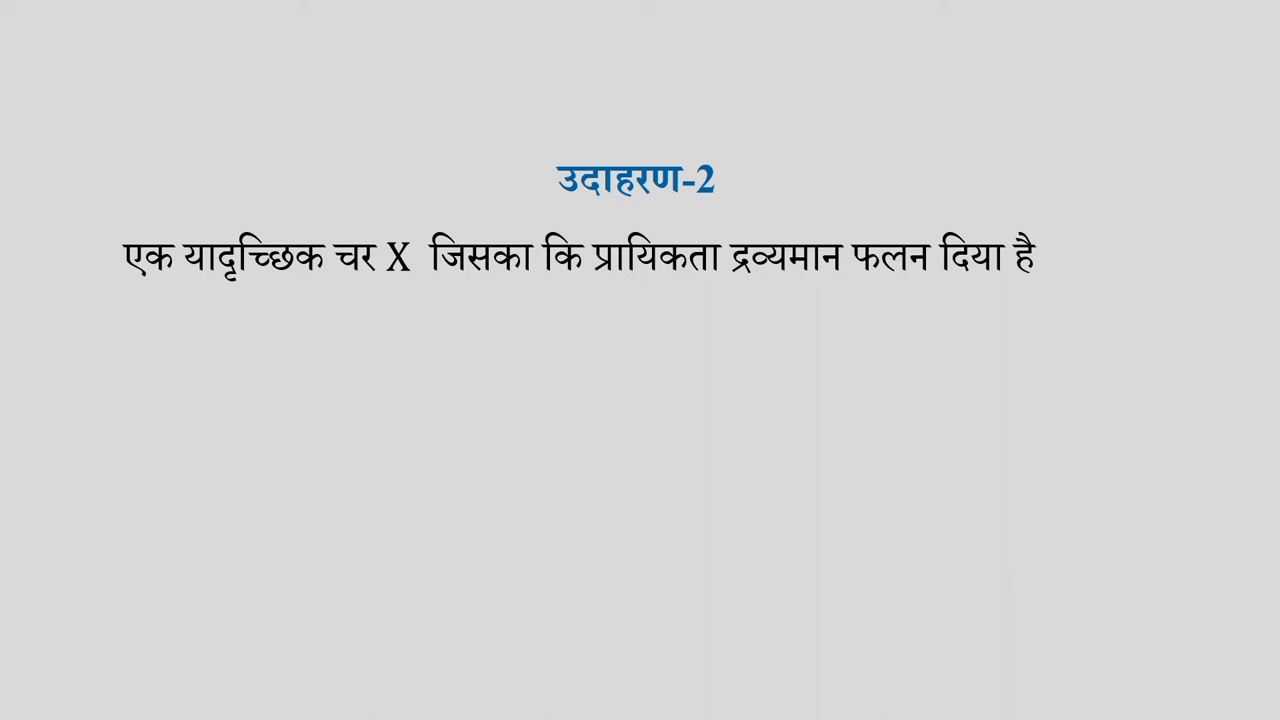 उदाहरण-2
एक यादृच्छिक चर X जिसका कि प्रायिकता द्रव्यमान फलन दिया है